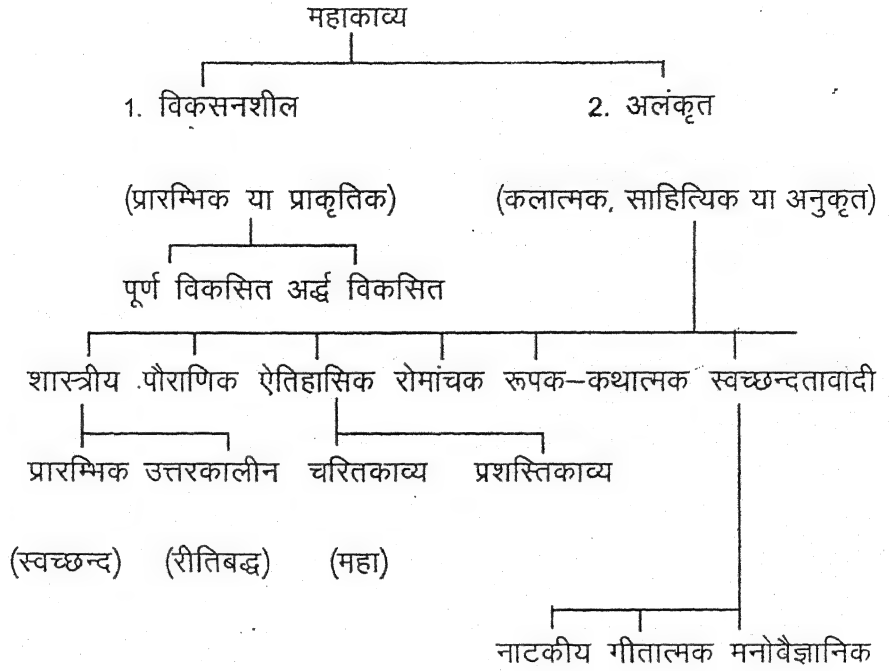 महाकाव्य
1. विकसनशील 2. अलंकृत
(प्रारम्भिक या प्राकृतिक) (कलात्मक, साहित्यिक या अनुकृत)
पूर्ण विकसित अर्द्ध विकसित
शास्त्रीय पौराणिक ऐतिहासिक रोमांचक रूपक–कथात्मक स्वच्छन्दतावादी
प्रारम्भिक उत्तरकालीन चरितकाव्य प्रशस्तिकाव्य
(स्वच्छन्द) (रीतिबद्ध) (महा)
नाटकीय गीतात्मक मनोवैज्ञानिक